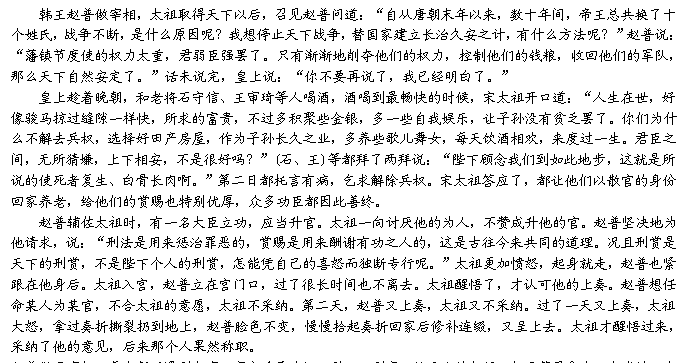 韩王赵普做宰相，太祖取得天下以后，召见赵普问道：“自从唐朝末年以来，数十年间，帝王总共换了十
个姓氏，战争不断，是什么原因呢？我想停止天下战争，替国家建立长治久安之计，有什么方法呢？”赵普说：
“藩镇节度使的权力太重，君弱臣强罢了。只有渐渐地削夺他们的权力，控制他们的钱粮，收回他们的军队，
那么天下自然安定了。”话未说完，皇上说：“你不要再说了，我已经明白了。”
皇上趁着晚朝，和老将石守信、王审琦等人喝酒，酒喝到最畅快的时候，宋太祖开口道：“人生在世，好
像骏马掠过缝隙一样快，所求的富贵，不过多积聚些金银，多一些自我娱乐，让子孙没有贫乏罢了。你们为什
么不解去兵权，选择好田产房屋，作为子孙长久之业，多养些歌儿舞女，每天饮酒相欢，来度过一生。君臣之
间，无所猜嫌，上下相安，不是很好吗？”(石、王)等都拜了两拜说：“陛下顾念我们到如此地步，这就是所
说的使死者复生、白骨长肉啊。”第二日都托言有病，乞求解除兵权。宋太祖答应了，都让他们以散官的身份
回家养老，给他们的赏赐也特别优厚，众多功臣都因此善终。
赵普辅佐太祖时，有一名大臣立功，应当升官。太祖一向讨厌他的为人，不赞成升他的官。赵普坚决地为
他请求，说：“刑法是用来惩治罪恶的，赏赐是用来酬谢有功之人的，这是古往今来共同的道理。况且刑赏是
天下的刑赏，不是陛下个人的刑赏，怎能凭自己的喜怒而独断专行呢。”太祖更加愤怒，起身就走，赵普也紧
跟在他身后。太祖入宫，赵普立在宫门口，过了很长时间也不离去。太祖醒悟了，才认可他的上奏。赵普想任
命某人为某官，不合太祖的意愿，太祖不采纳。第二天，赵普又上奏，太祖又不采纳。过了一天又上奏，太祖
大怒，拿过奏折撕裂扔到地上，赵普脸色不变，慢慢拾起奏折回家后修补连缀，又呈上去。太祖才醒悟过来，
采纳了他的意见，后来那个人果然称职。